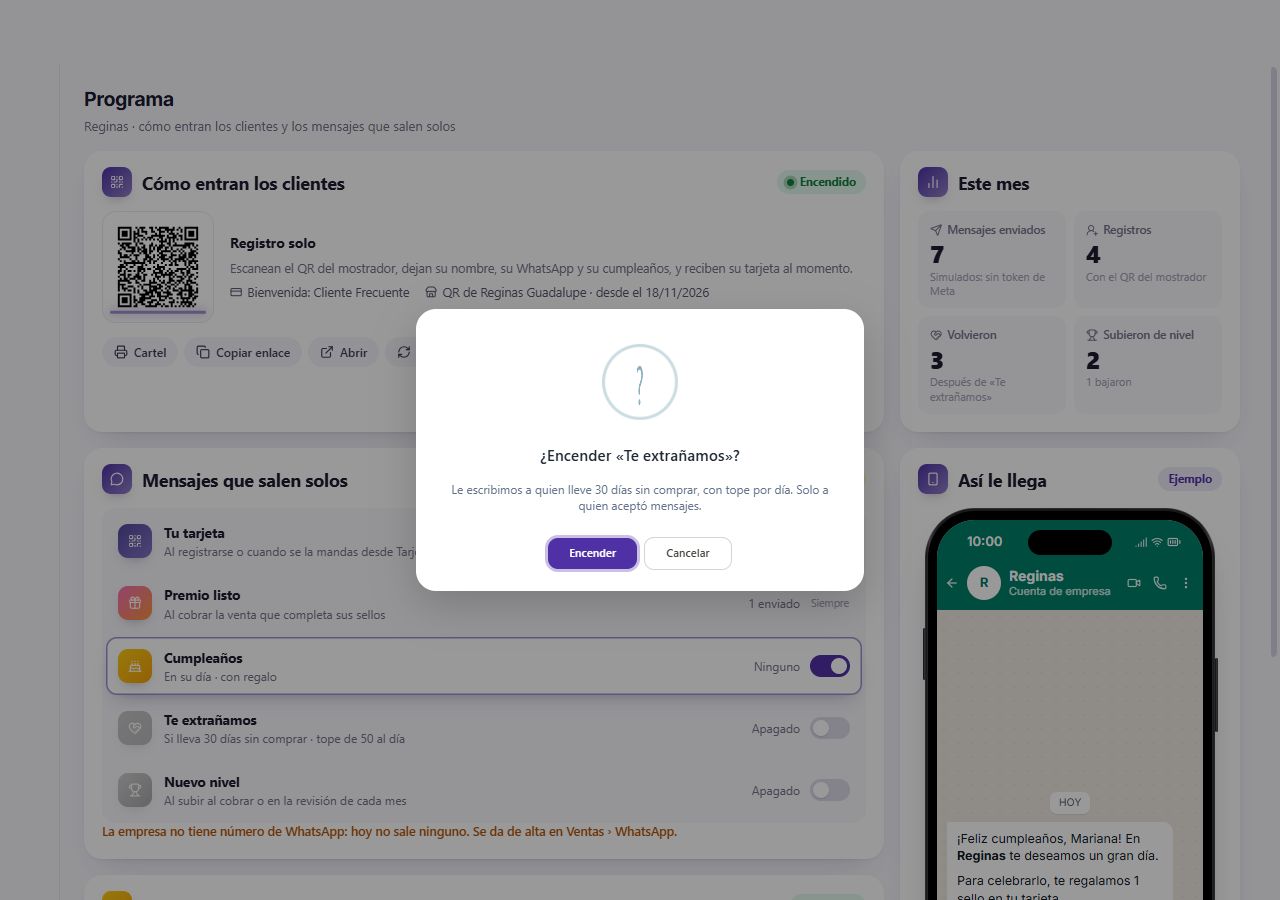 Programa
Reginas · cómo entran los clientes y los mensajes que salen solos
Cómo entran los clientes
Encendido
Registro solo
Escanean el QR del mostrador, dejan su nombre, su WhatsApp y su cumpleaños, y reciben su tarjeta al momento.
Bienvenida: Cliente Frecuente
QR de Reginas Guadalupe · desde el 18/11/2026
Cartel
Copiar enlace
Abrir
Este mes
Mensajes enviados
7
Simulados: sin token de
Meta
Registros
4
Con el QR del mostrador
Volvieron
3
Después de «Te
extrañamos»
Subieron de nivel
2
1 bajaron
¿Encender «Te extrañamos»?
Le escribimos a quien lleve 30 días sin comprar, con tope por día. Solo a
quien aceptó mensajes.
Encender
Cancelar
Mensajes que salen solos
Tu tarjeta
Al registrarse o cuando se la mandas desde
Premio listo
Al cobrar la venta que completa sus sellos
1 enviado
Siempre
Cumpleaños
En su día · con regalo
Ninguno
Te extrañamos
Si lleva 30 días sin comprar · tope de 50 al día
Apagado
Nuevo nivel
Al subir al cobrar o en la revisión de cada mes
Apagado
La empresa no tiene número de WhatsApp: hoy no sale ninguno. Se da de alta en Ventas › WhatsApp.
Así le llega
Ejemplo
10:00
R
Reginas
Cuenta de empresa
HOY
¡Feliz cumpleaños, Mariana! En
Reginas te deseamos un gran día.
Para celebrarlo, te regalamos 1
sello en tu tarjeta